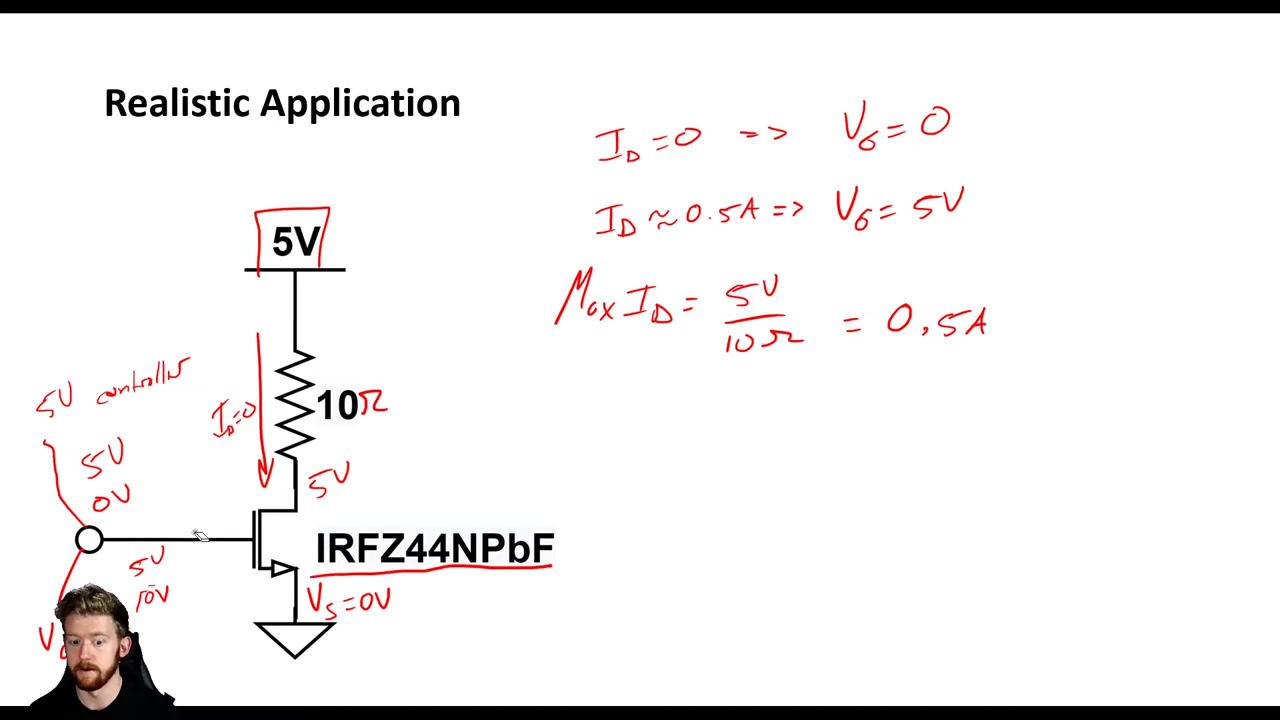 Realistic Application
I_D = 0 => V_G = 0
I_D ≈ 0.5A => V_G = 5V
Max I_D = 5V / 10Ω = 0.5A
5V
5V controller
10Ω
I_D=0
5V
0V
5V
5V
10V
IRFZ44NPbF
V_S = 0V
V